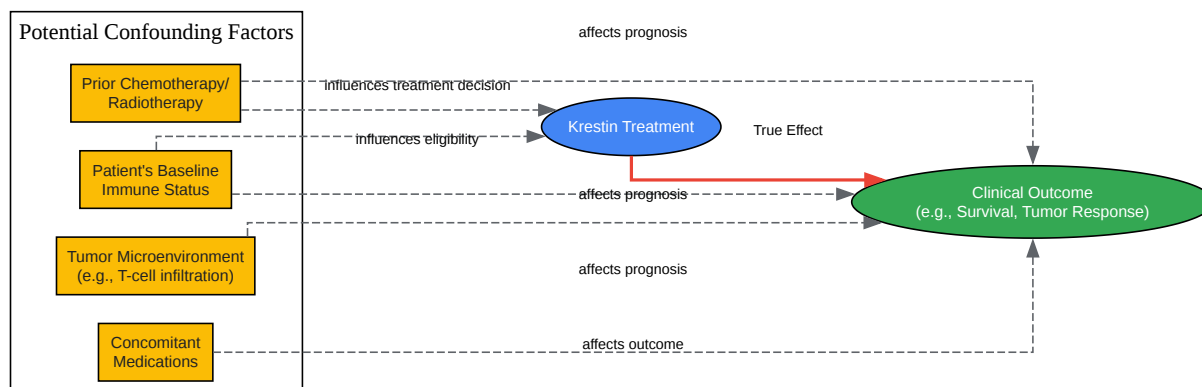 Potential Confounding Factors
affects prognosis
Prior Chemotherapy/
Radiotherapy
influences treatment decision
Krestin Treatment
True Effect
influences eligibility
Patient's Baseline
Immune Status
affects prognosis
Clinical Outcome
(e.g., Survival, Tumor Response)
Tumor Microenvironment
(e.g., T-cell infiltration)
affects prognosis
Concomitant
Medications
affects outcome